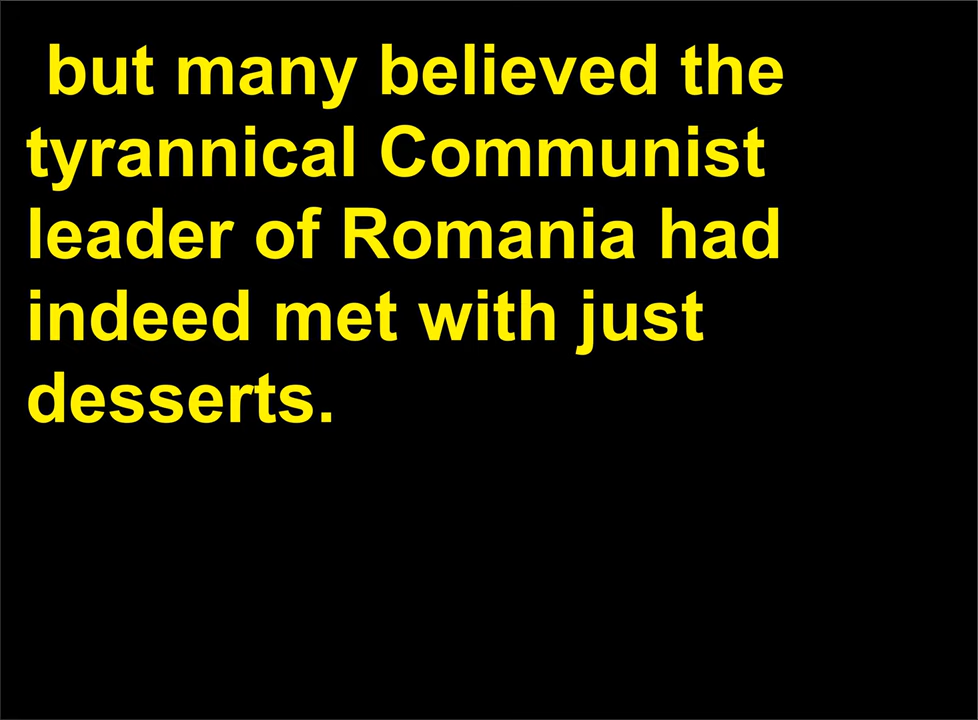 but many believed the
tyrannical Communist
leader of Romania had
indeed met with just
desserts.